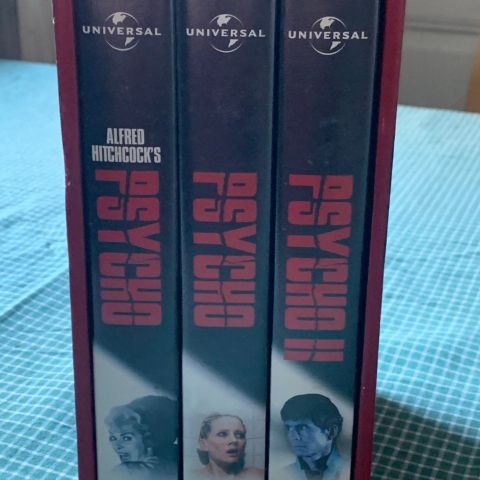 UNIVERSAL
ALFRED
HITCHCOCK'S
PSYCHO
UNIVERSAL
PSYCHO
UNIVERSAL
PSYCHO II